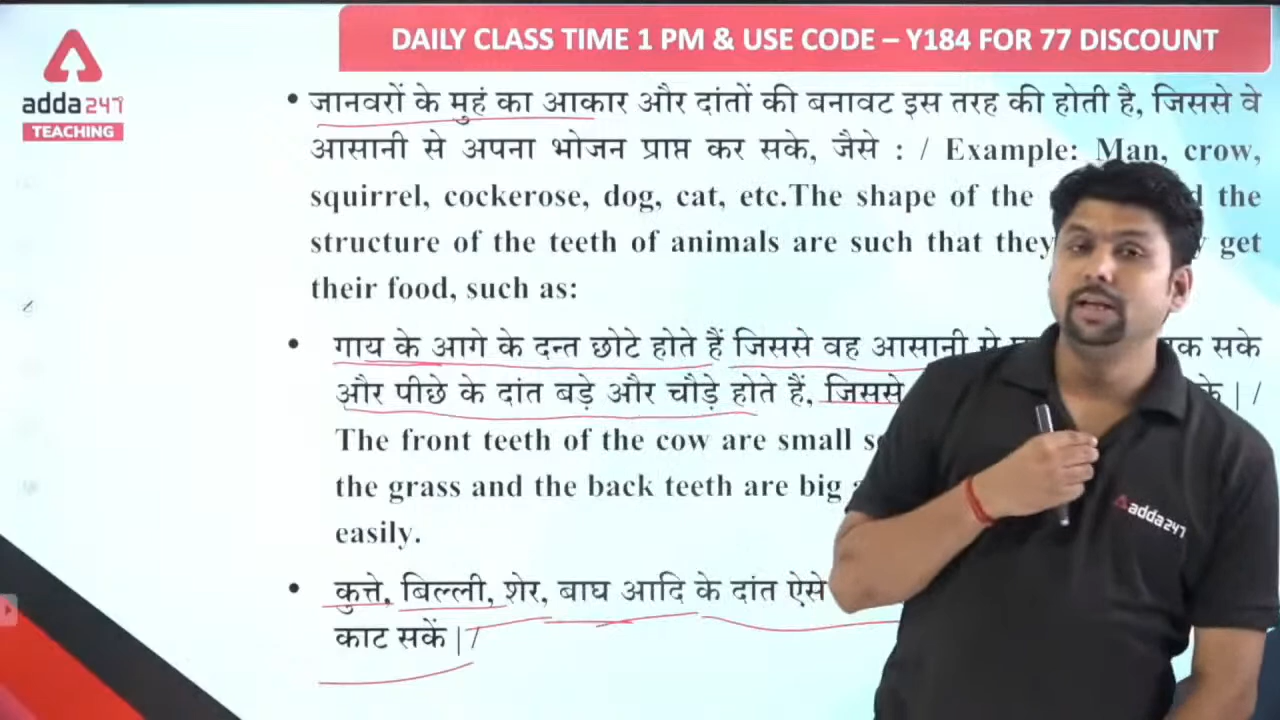 DAILY CLASS TIME 1 PM & USE CODE – Y184 FOR 77 DISCOUNT
adda247
TEACHING
• जानवरों के मुहं का आकार और दांतों की बनावट इस तरह की होती है, जिससे वे
आसानी से अपना भोजन प्राप्त कर सके, जैसे : / Example: Man, crow,
squirrel, cockerose, dog, cat, etc.The shape of the the
structure of the teeth of animals are such that they get
their food, such as:
• गाय के आगे के दन्त छोटे होते हैं जिससे वह आसानी से सके
और पीछे के दांत बड़े और चौड़े होते हैं, जिससे | /
The front teeth of the cow are small
the grass and the back teeth are big
easily.
• कुत्ते, बिल्ली, शेर, बाघ आदि के दांत ऐसे
काट सकें | /
adda247